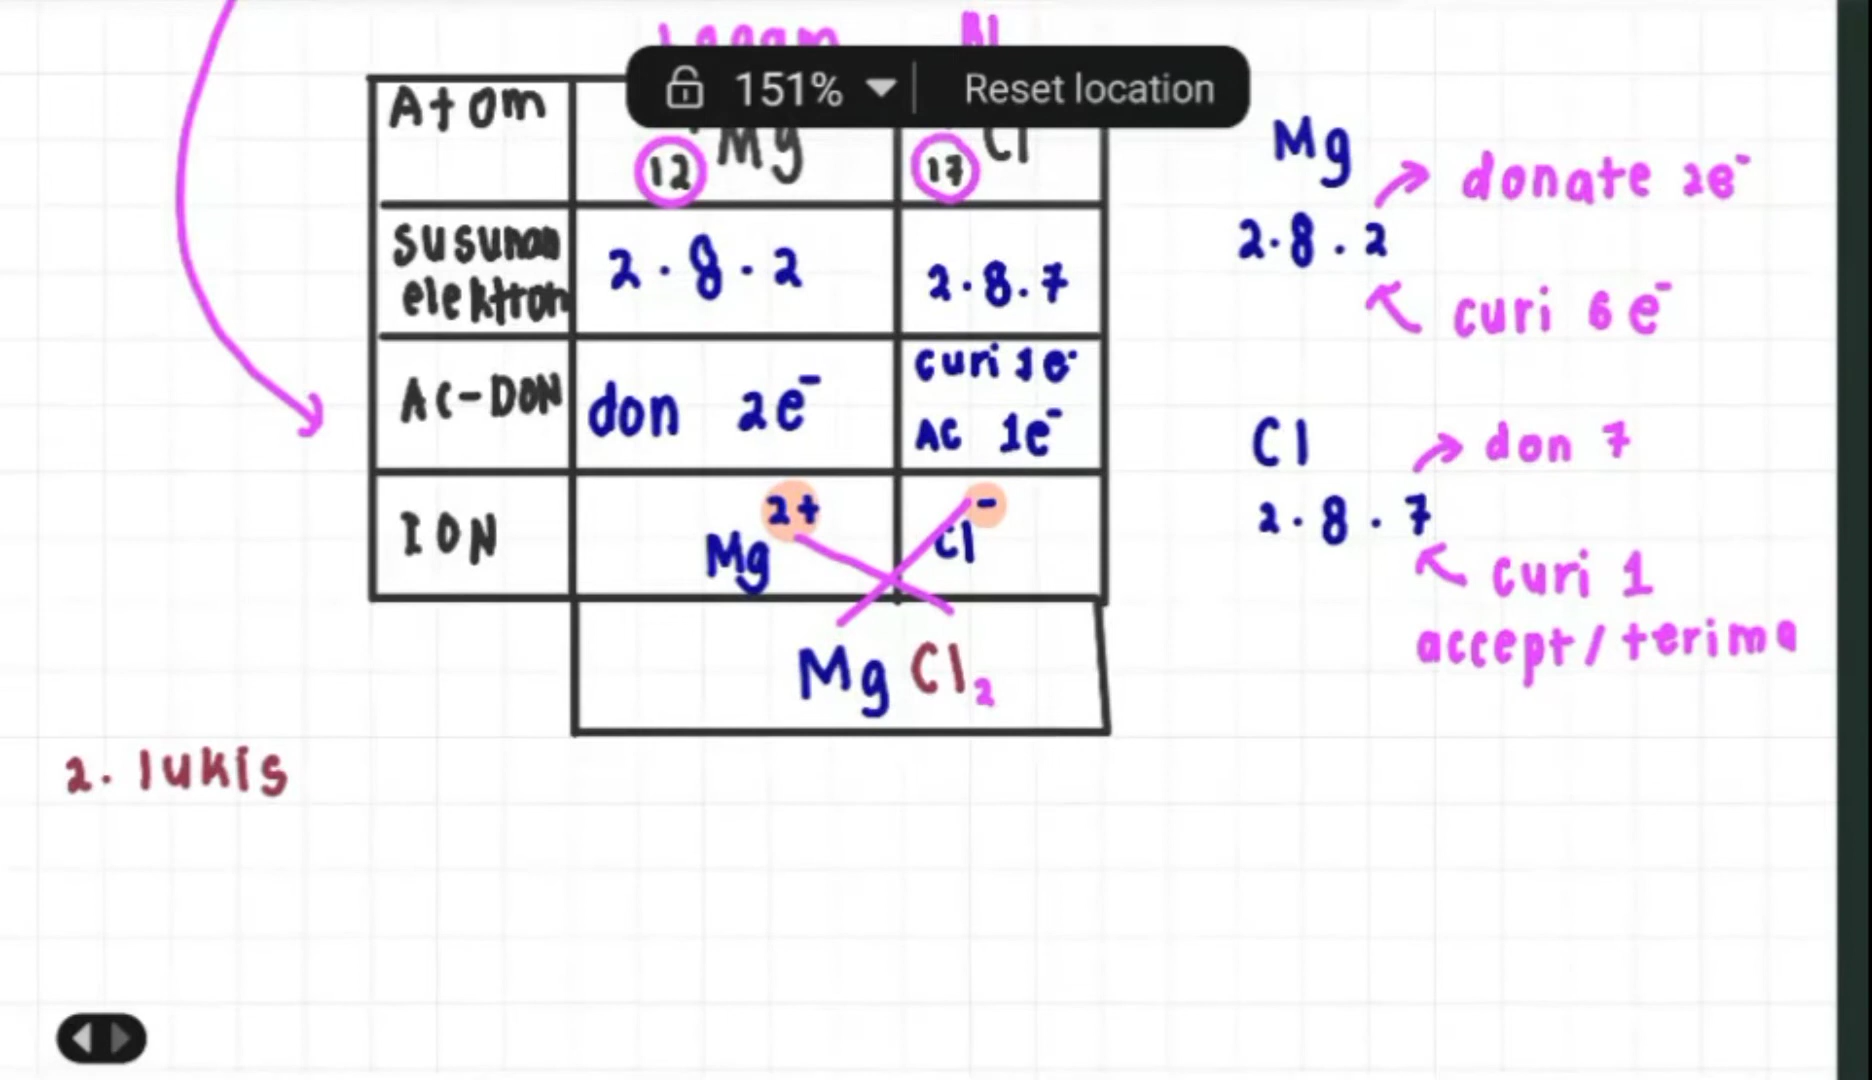 Logam
151% Reset location
Atom 12 Mg 17 Cl
susunan elektron 2.8.2 2.8.7
AC-DON don 2e⁻ curi 1e⁻
AC 1e⁻
ION Mg²⁺ Cl⁻
MgCl₂
Mg
donate 2e⁻
2.8.2
curi 6e⁻
Cl
don 7
2.8.7
curi 1
accept/terima
2. lukis